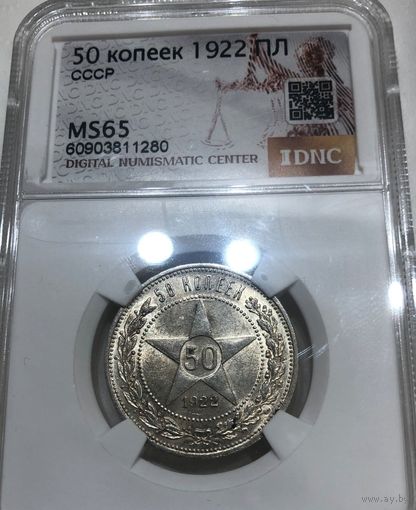 50 копеек 1922 ПЛ
СССР
MS65
60903811280
DIGITAL NUMISMATIC CENTER
DNC
50 КОПЕЕК
50
1922
www.ay.by